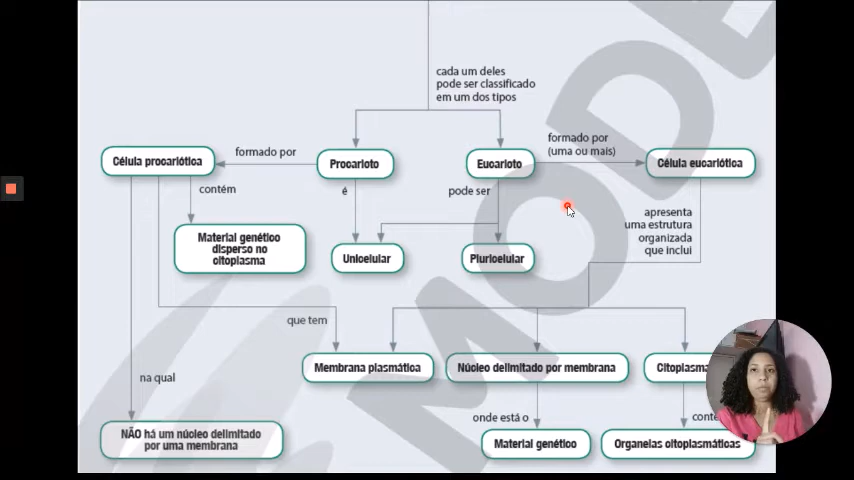 cada um deles
pode ser classificado
em um dos tipos
formado por
(uma ou mais)
formado por
Célula procariótica
Procarioto
Eucarioto
Célula eucariótica
contém
é
pode ser
apresenta
uma estrutura
organizada
que inclui
Material genético
disperso no
citoplasma
Unicelular
Pluricelular
que tem
Membrana plasmática
Núcleo delimitado por membrana
na qual
onde está o
NÃO há um núcleo delimitado
por uma membrana
Material genético
Organelas citoplasmáticas
MODE